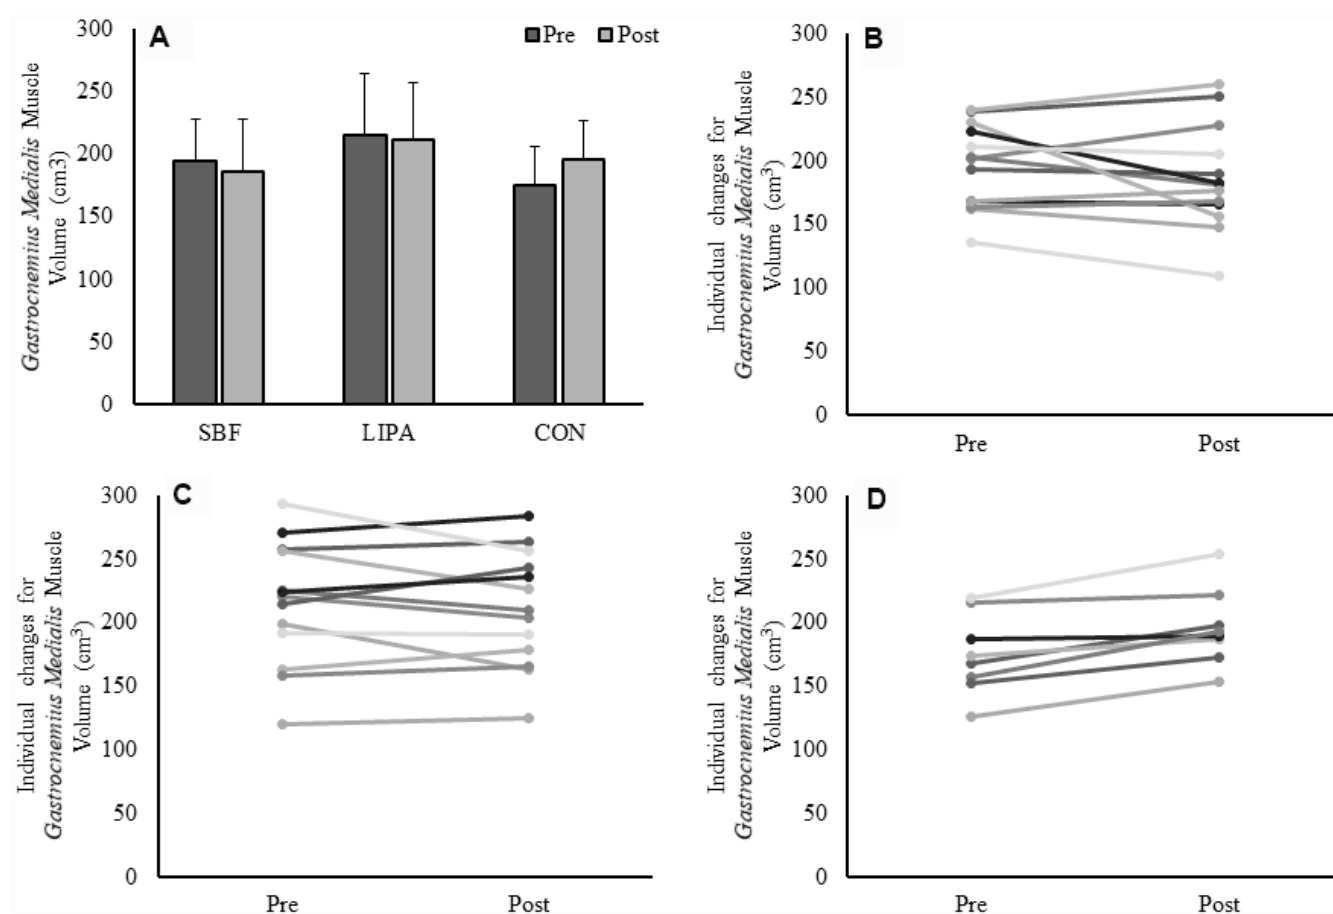 A
Pre Post
Gastrocnemius Medialis Muscle
Volume (cm3)
300
250
200
150
100
50
0
SBF LIPA CON
B
Individual changes for
Gastrocnemius Medialis Muscle
Volume (cm³)
300
250
200
150
100
50
0
Pre Post
C
Individual changes for
Gastrocnemius Medialis Muscle
Volume (cm³)
300
250
200
150
100
50
0
Pre Post
D
Individual changes for
Gastrocnemius Medialis Muscle
Volume (cm³)
300
250
200
150
100
50
0
Pre Post